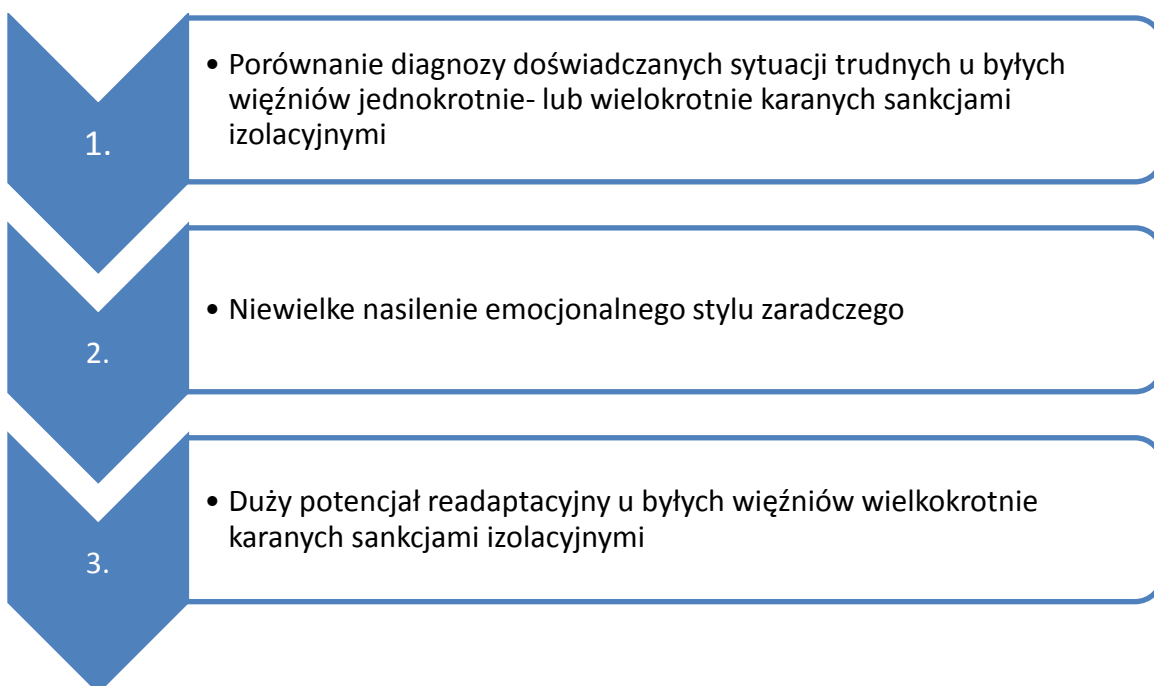 1.
• Porównanie diagnozy doświadczanych sytuacji trudnych u byłych
więźniów jednokrotnie- lub wielokrotnie karanych sankcjami
izolacyjnymi
2.
• Niewielke nasilenie emocjonalnego stylu zaradczego
3.
• Duży potencjał readaptacyjny u byłych więźniów wielkokrotnie
karanych sankcjami izolacyjnymi